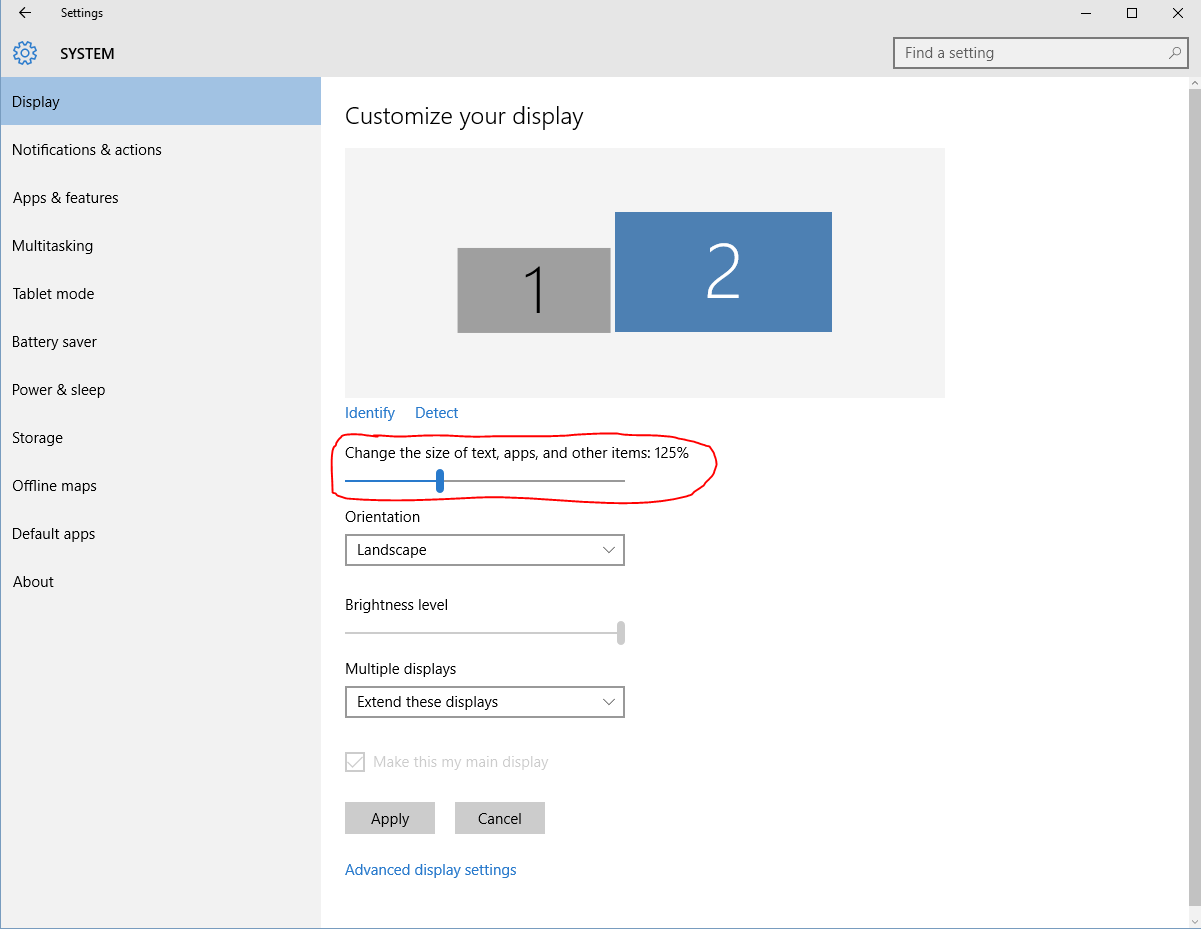 Settings
SYSTEM
Find a setting
Display
Notifications & actions
Apps & features
Multitasking
Tablet mode
Battery saver
Power & sleep
Storage
Offline maps
Default apps
About
Customize your display
1
2
Identify Detect
Change the size of text, apps, and other items: 125%
Orientation
Landscape
Brightness level
Multiple displays
Extend these displays
Make this my main display
Apply Cancel
Advanced display settings